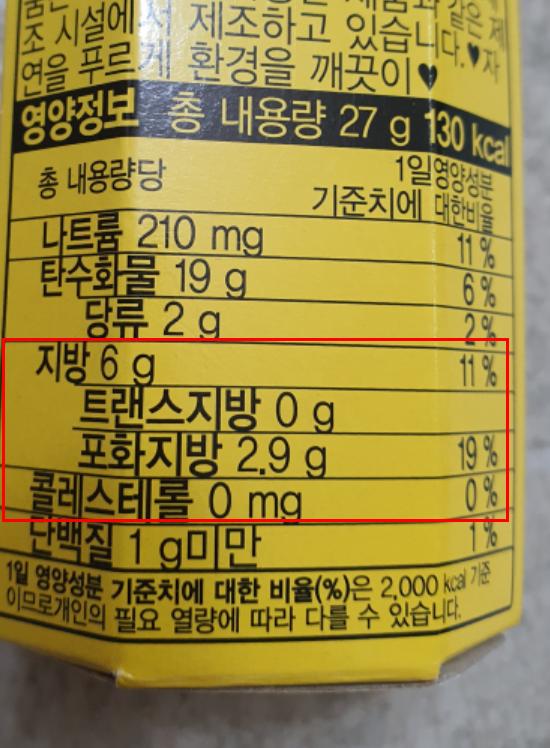 조 시설에서 제조하고 있습니다.♥자
연을 푸르게 환경을 깨끗이♥
영양정보 총 내용량 27 g 130 kcal
총 내용량당 1일영양성분
기준치에 대한비율
나트륨 210 mg 11 %
탄수화물 19 g 6 %
당류 2 g 2 %
지방 6 g 11 %
트랜스지방 0 g
포화지방 2.9 g 19 %
콜레스테롤 0 mg 0 %
단백질 1 g미만 1 %
1일 영양성분 기준치에 대한 비율(%)은 2,000 kcal 기준
이므로개인의 필요 열량에 따라 다를 수 있습니다.